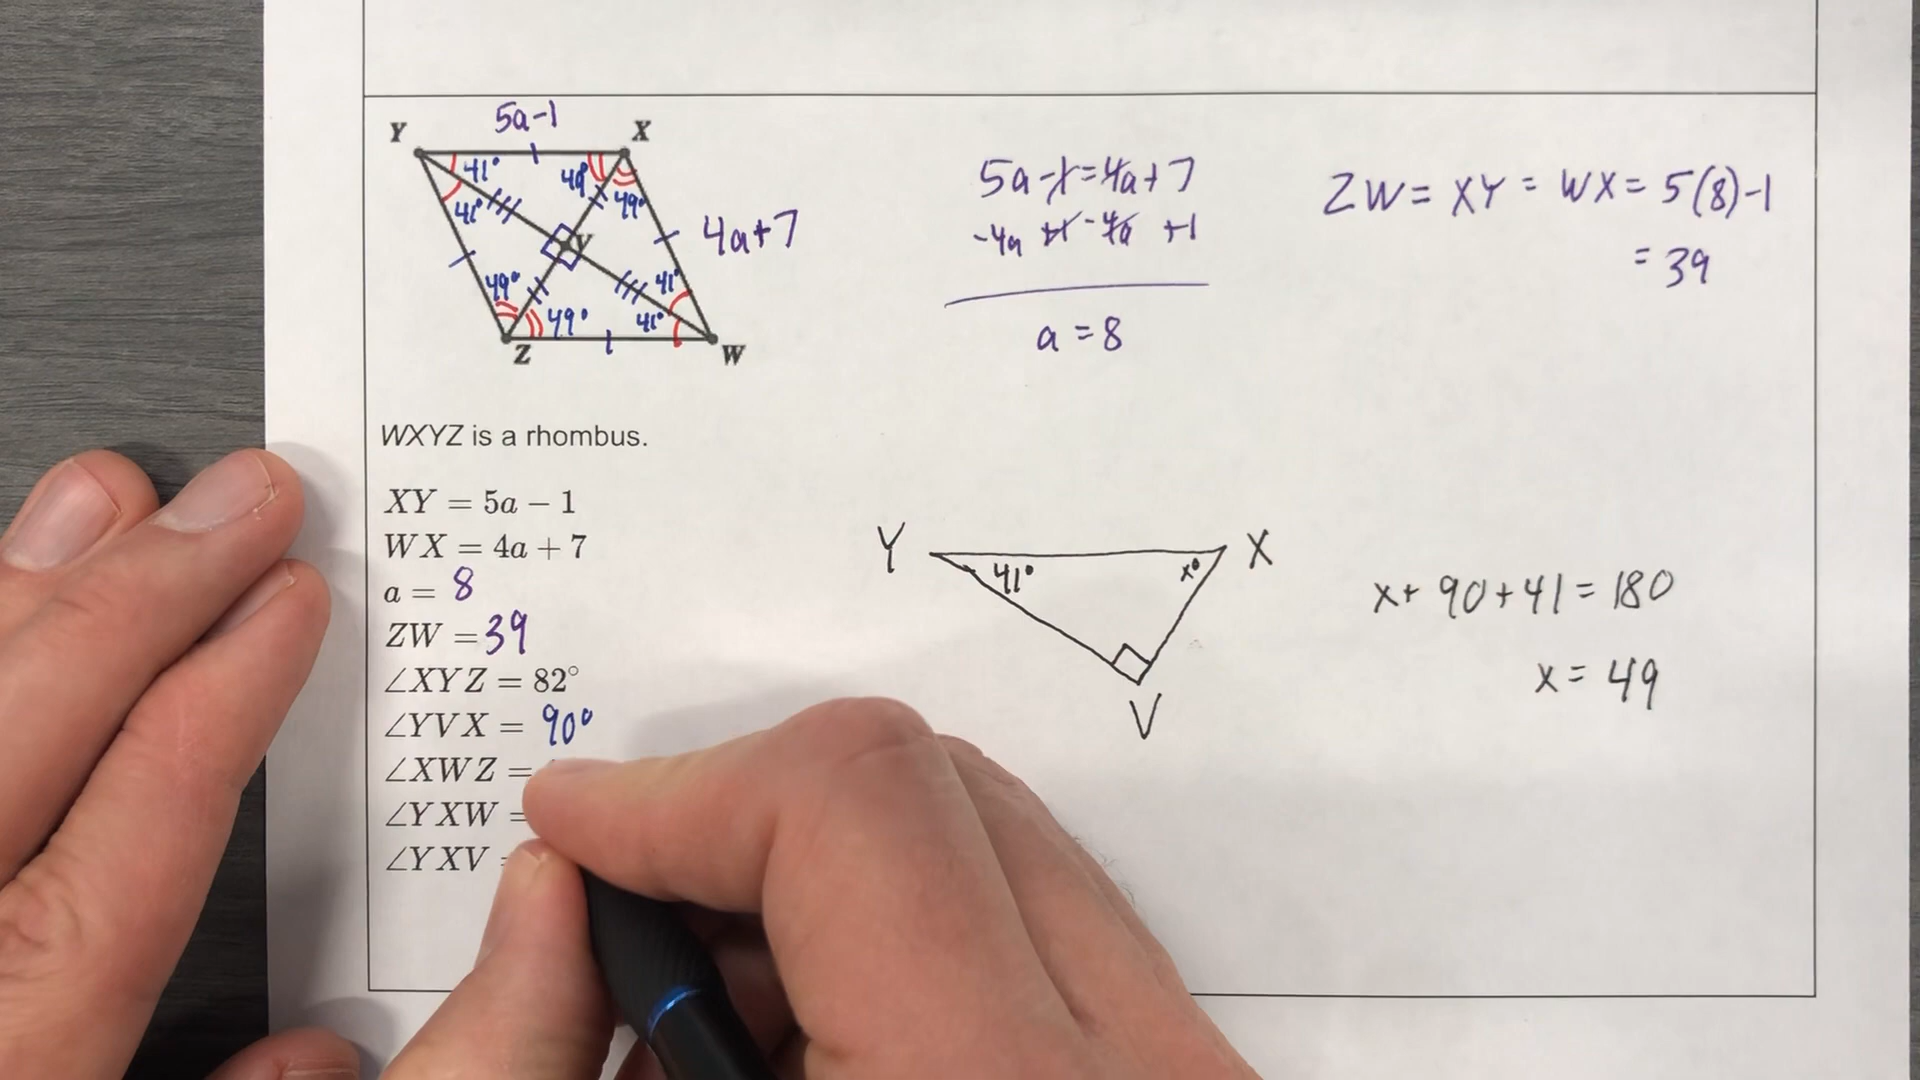 5a-1
Y
X
41°
49°
41°
49°
V
4a+7
49°
41°
49°
41°
Z
W
5a-1=4a+7
-4a +1 -4a +1
a=8
ZW= XY = WX= 5(8)-1
= 39
WXYZ is a rhombus.
XY = 5a − 1
WX = 4a + 7
a = 8
ZW = 39
∠XYZ = 82°
∠YVX = 90°
∠XWZ =
∠YXW =
∠YXV
Y
X
41°
x°
V
x+ 90+41= 180
x= 49